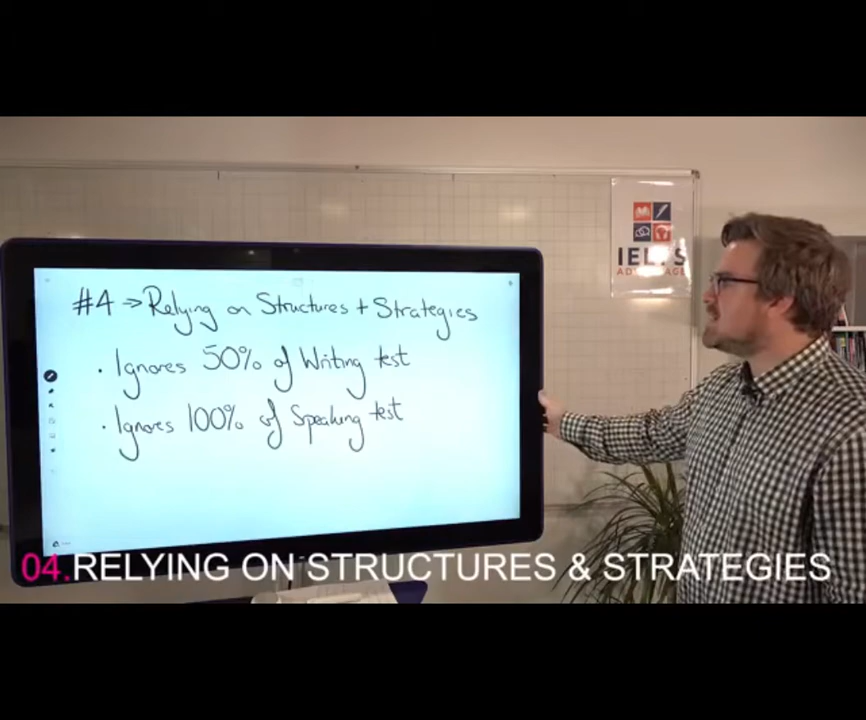 #4 → Relying on Structures + Strategies
· Ignores 50% of Writing test
· Ignores 100% of Speaking test
IELTS
ADVANTAGE
04.RELYING ON STRUCTURES & STRATEGIES